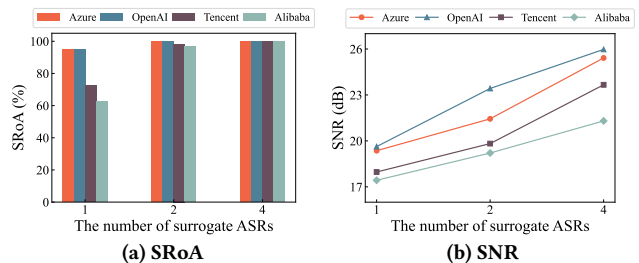 Azure OpenAI Tencent Alibaba
100
80
60
40
20
0
SRoA (%)
1 2 4
The number of surrogate ASRs
(a) SRoA
Azure OpenAI Tencent Alibaba
26
23
20
17
SNR (dB)
1 2 4
The number of surrogate ASRs
(b) SNR